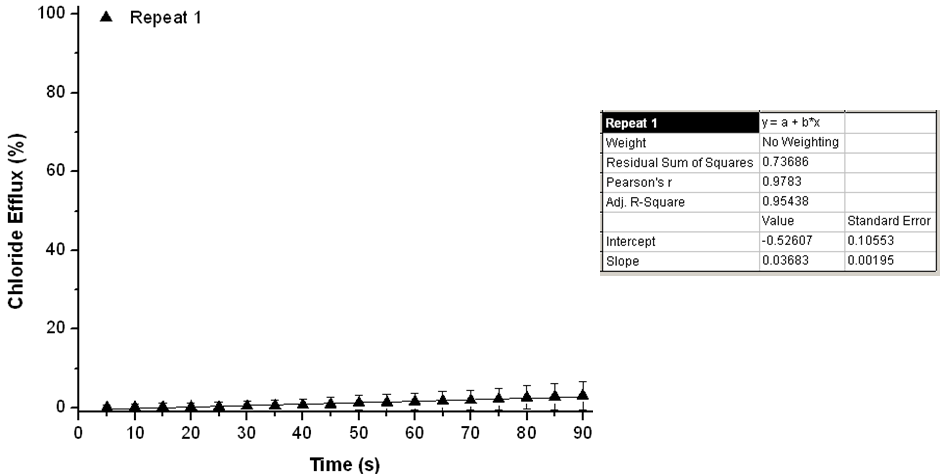 100
Repeat 1
80
60
40
20
0
Chloride Efflux (%)
0 10 20 30 40 50 60 70 80 90
Time (s)
Repeat 1 y = a + b*x
Weight No Weighting
Residual Sum of Squares 0.73686
Pearson's r 0.9783
Adj. R-Square 0.95438
Value Standard Error
Intercept -0.52607 0.10553
Slope 0.03683 0.00195